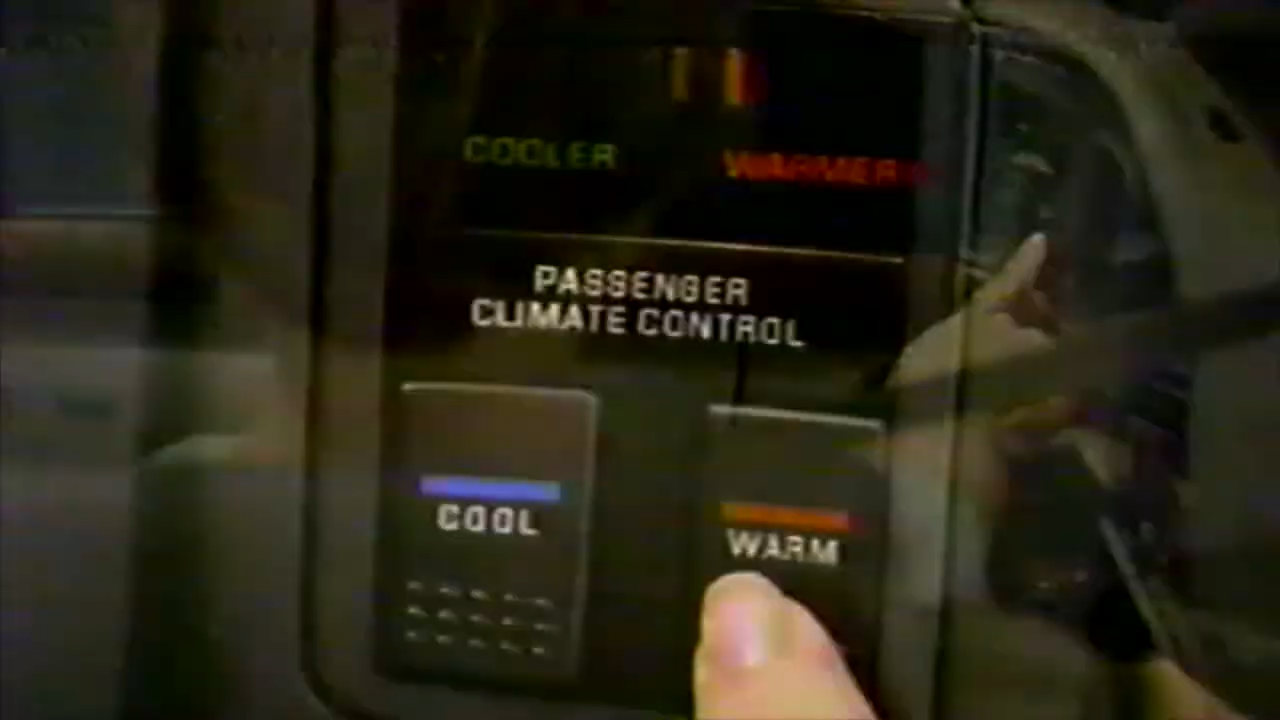 COOLER WARMER
PASSENGER
CLIMATE CONTROL
COOL
WARM